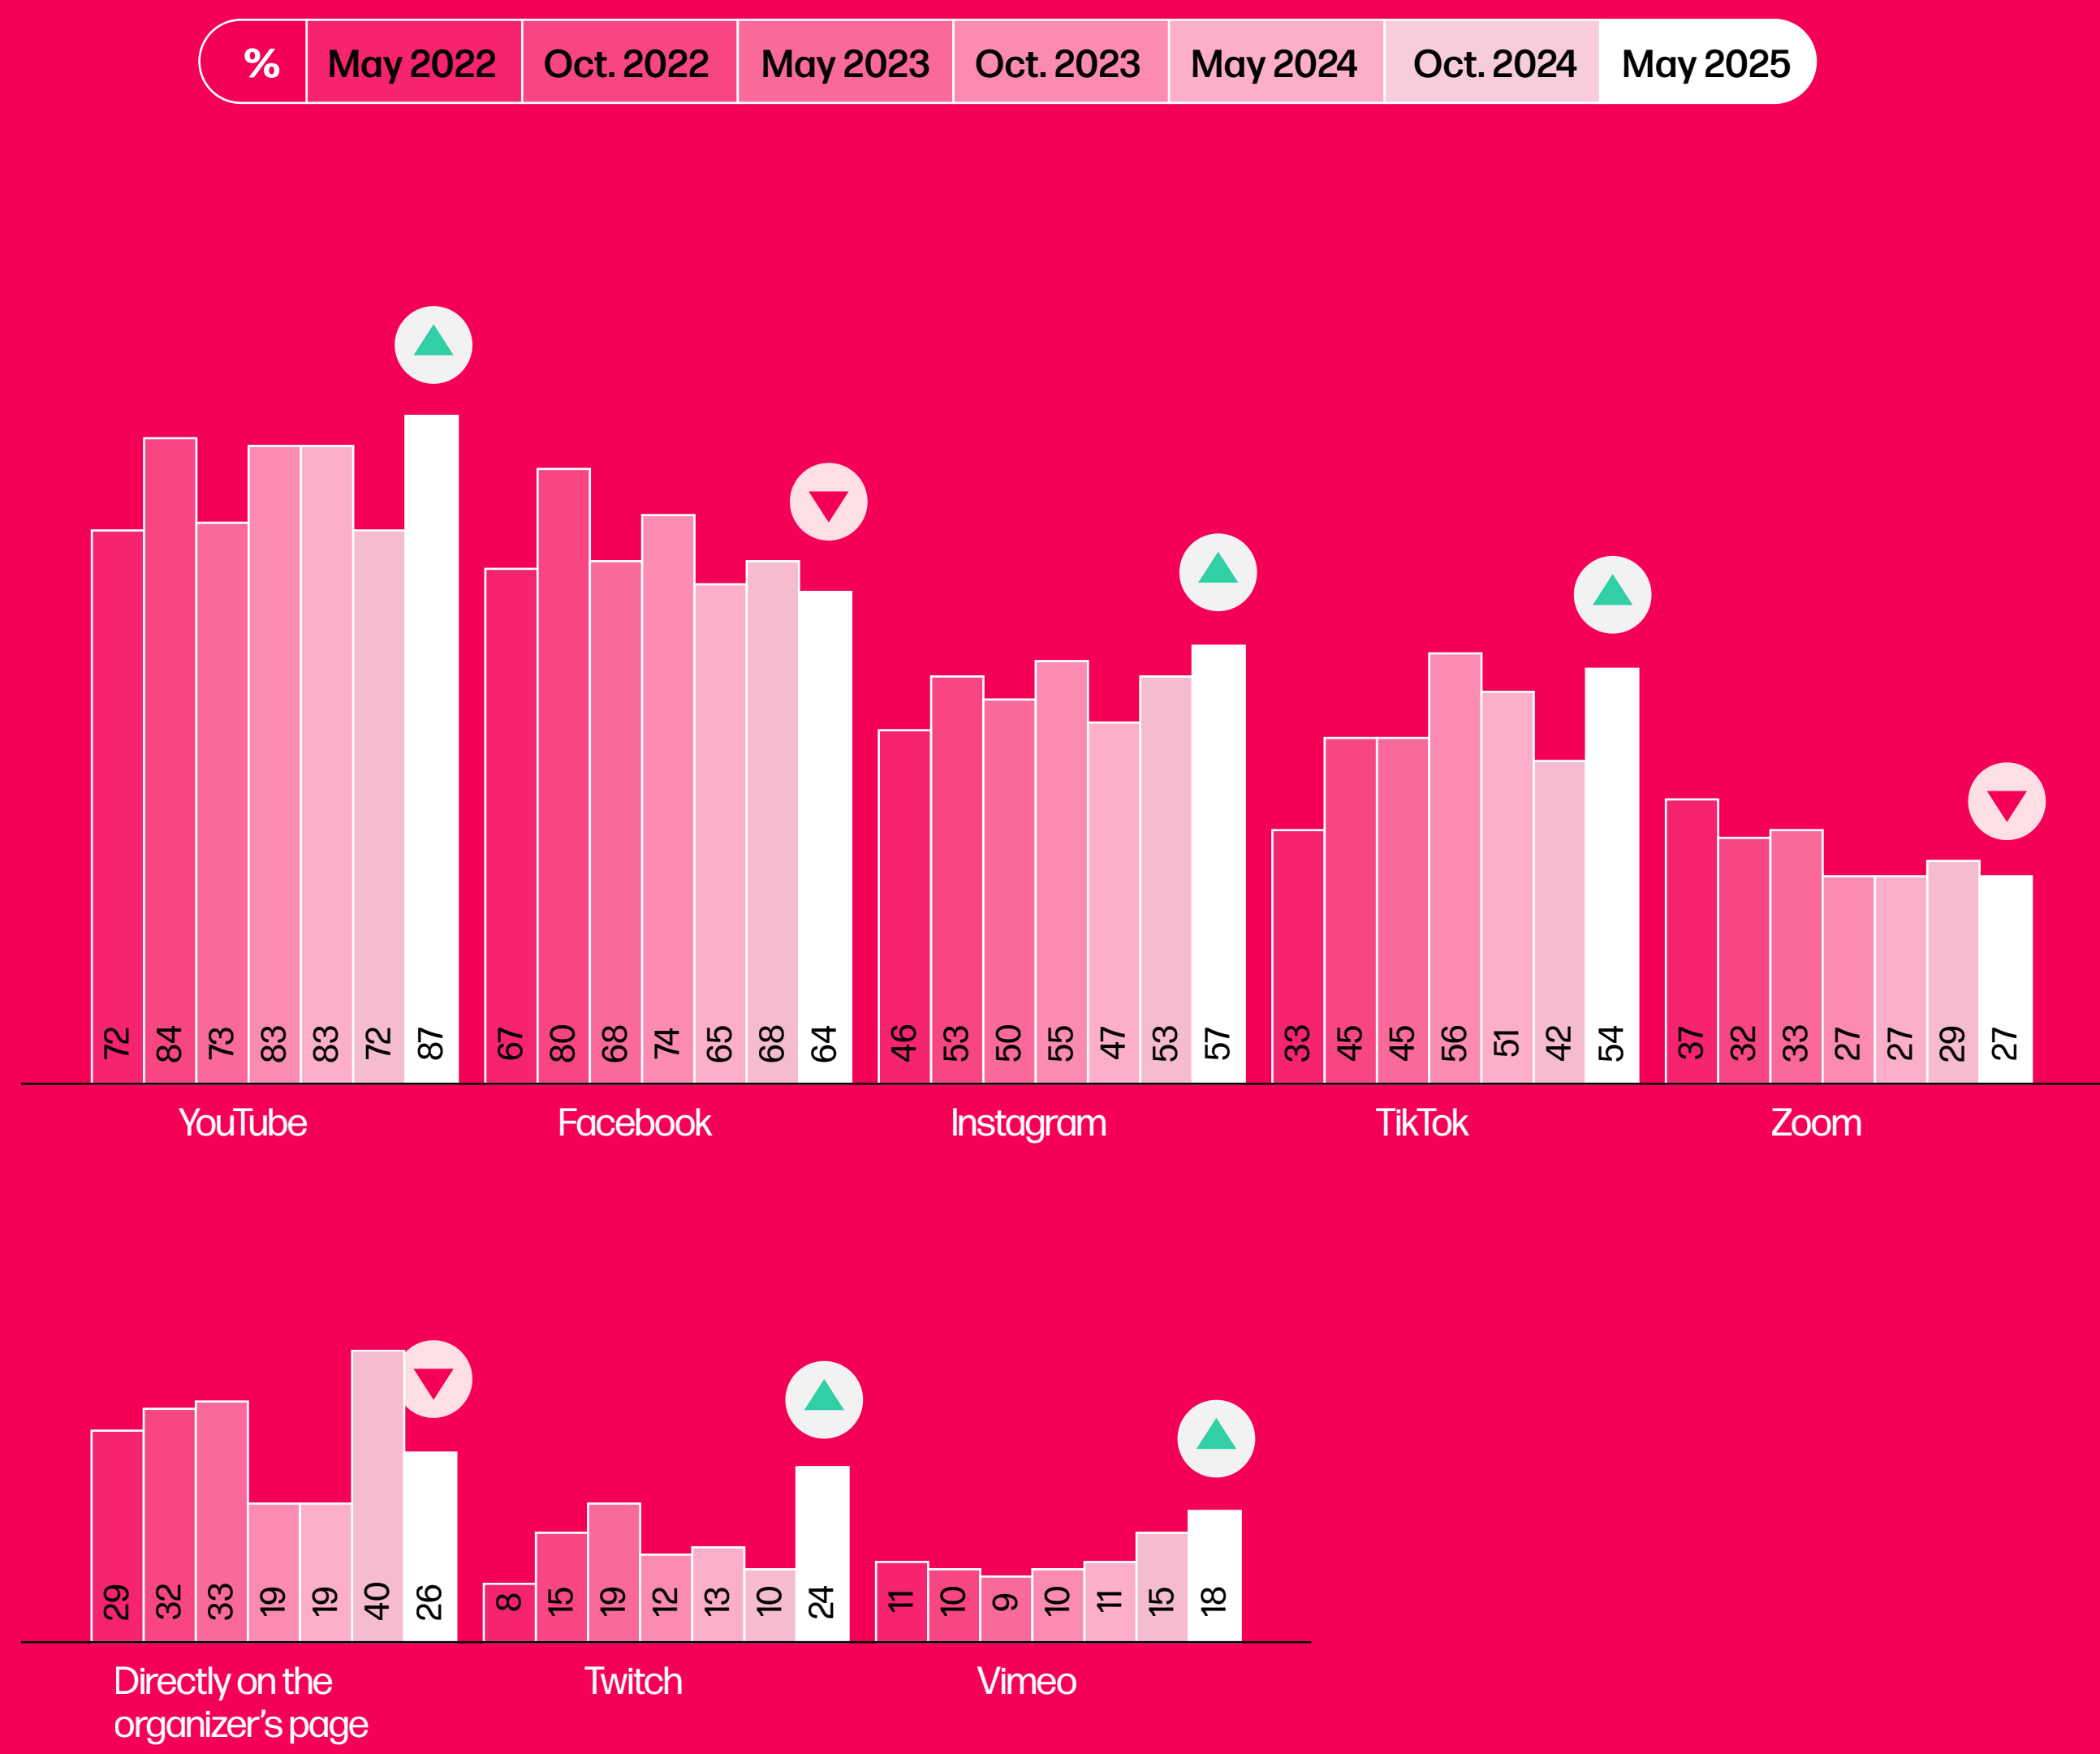 % May 2022 Oct. 2022 May 2023 Oct. 2023 May 2024 Oct. 2024 May 2025
72 84 73 83 83 72 87 67 80 68 74 65 68 64 46 53 50 55 47 53 57 33 45 45 56 51 42 54 37 32 33 27 27 29 27
YouTube Facebook Instagram TikTok Zoom
29 32 33 19 19 40 26 8 15 19 12 13 10 24 11 10 9 10 11 15 18
Directly on the Twitch Vimeo
organizer’s page